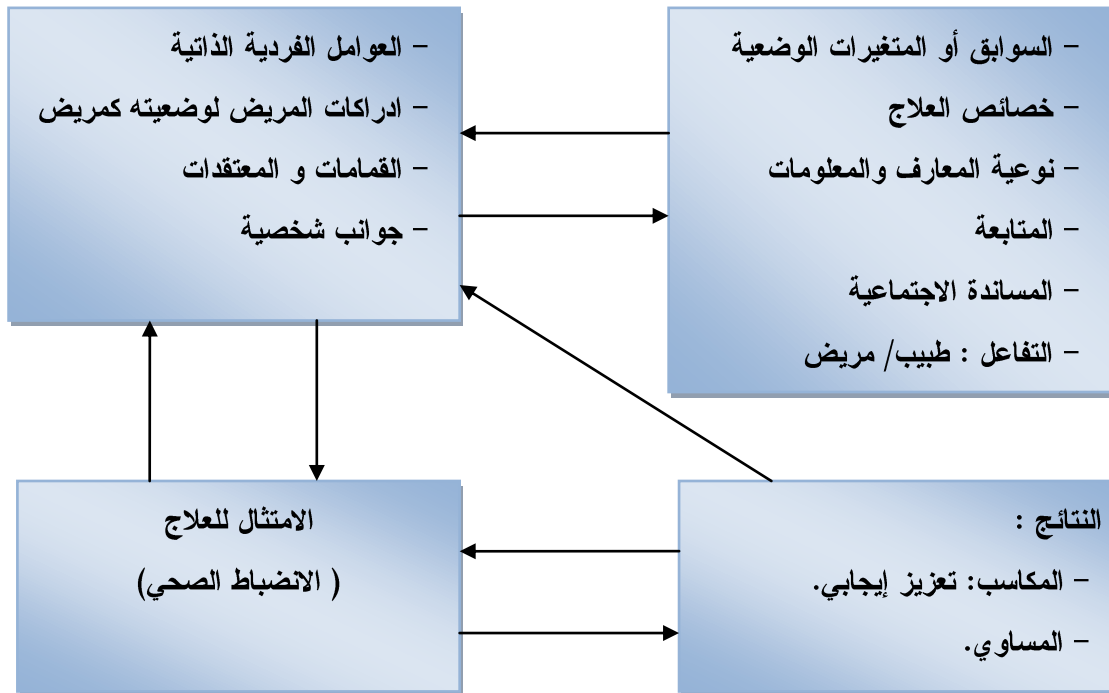 – السوابق أو المتغيرات الوضعية
– خصائص العلاج
– نوعية المعارف والمعلومات
– المتابعة
– المساندة الاجتماعية
– التفاعل : طبيب/ مريض
– العوامل الفردية الذاتية
– ادراكات المريض لوضعيته كمريض
– القمامات و المعتقدات
– جوانب شخصية
النتائج :
– المكاسب: تعزيز إيجابي.
– المساوي.
الامتثال للعلاج
( الانضباط الصحي)